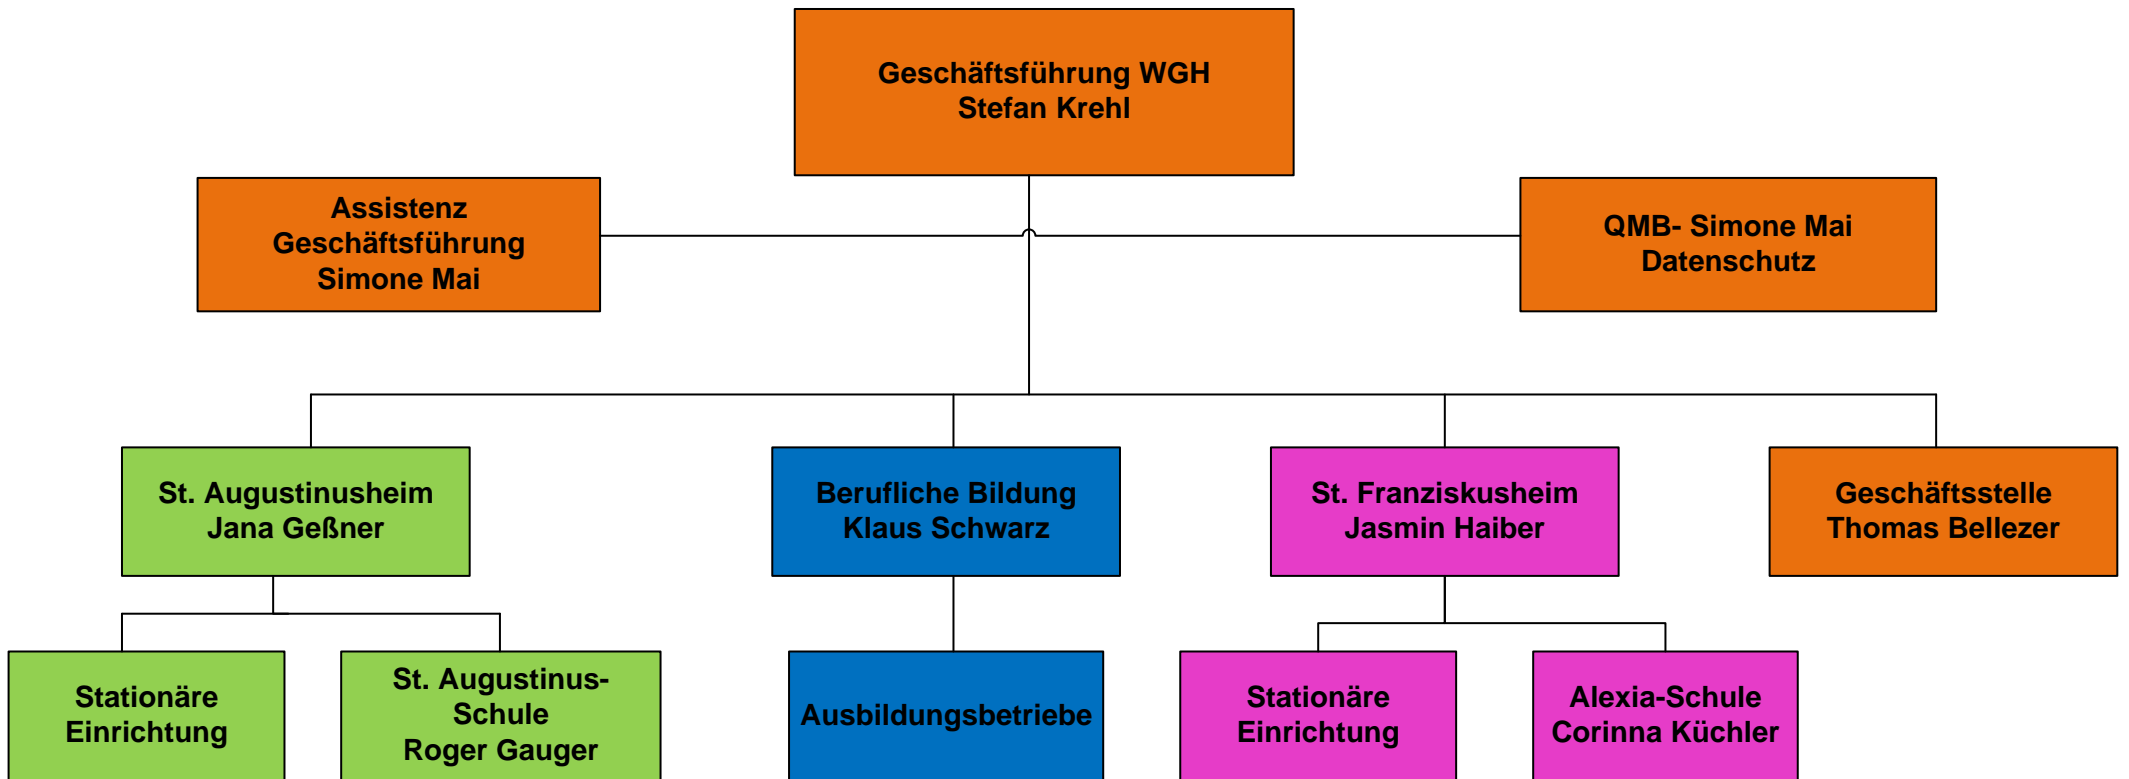 Geschäftsführung WGH
Stefan Krehl
Assistenz
Geschäftsführung
Simone Mai
QMB- Simone Mai
Datenschutz
St. Augustinusheim
Jana Geßner
Berufliche Bildung
Klaus Schwarz
St. Franziskusheim
Jasmin Haiber
Geschäftsstelle
Thomas Bellezer
Stationäre
Einrichtung
St. Augustinus-
Schule
Roger Gauger
Ausbildungsbetriebe
Stationäre
Einrichtung
Alexia-Schule
Corinna Küchler